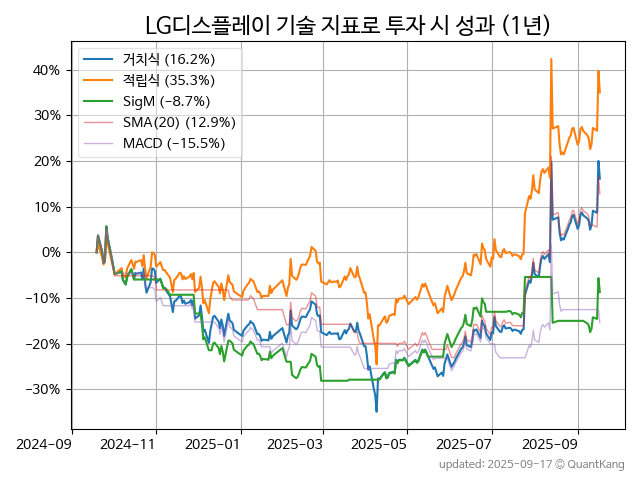 LG디스플레이 기술 지표로 투자 시 성과 (1년)
거치식 (16.2%)
적립식 (35.3%)
SigM (-8.7%)
SMA(20) (12.9%)
MACD (-15.5%)
40%
30%
20%
10%
0%
-10%
-20%
-30%
2024-09 2024-11 2025-01 2025-03 2025-05 2025-07 2025-09
updated: 2025-09-17 © QuantKang